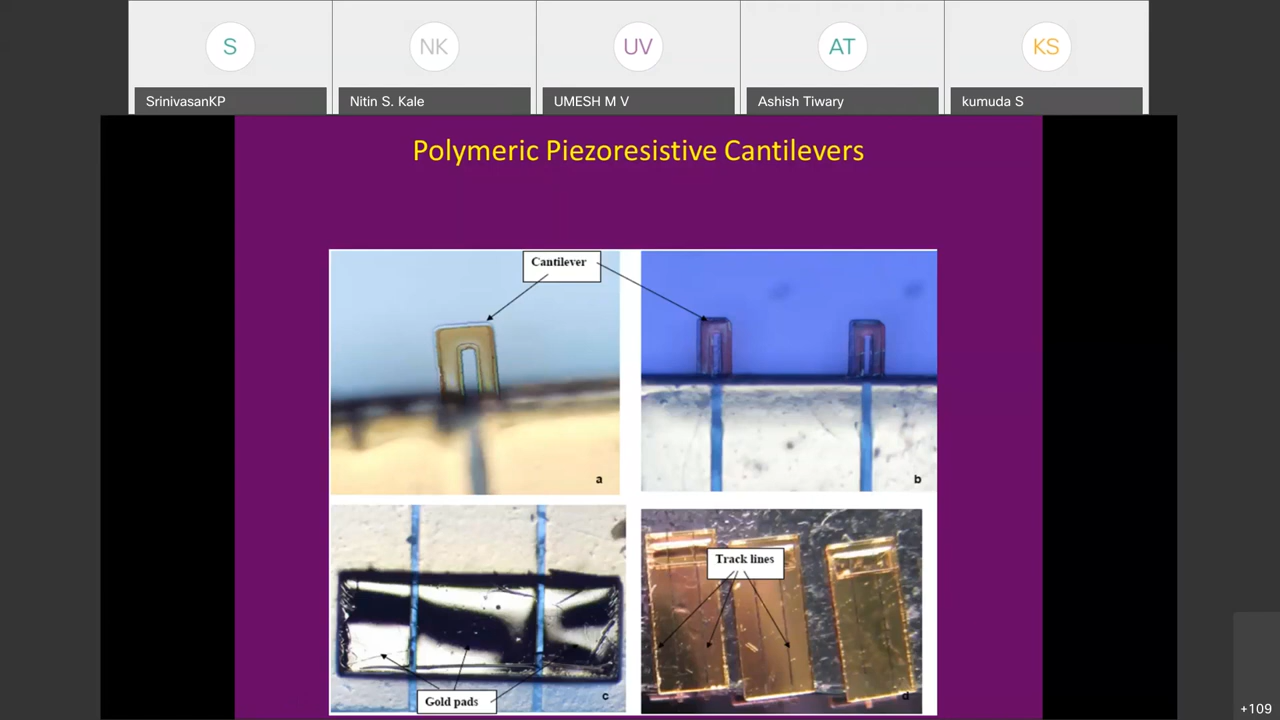 S
NK
UV
AT
KS
SrinivasanKP
Nitin S. Kale
UMESH M V
Ashish Tiwary
kumuda S
Polymeric Piezoresistive Cantilevers
Cantilever
a
b
Track lines
Gold pads
c
d
+109